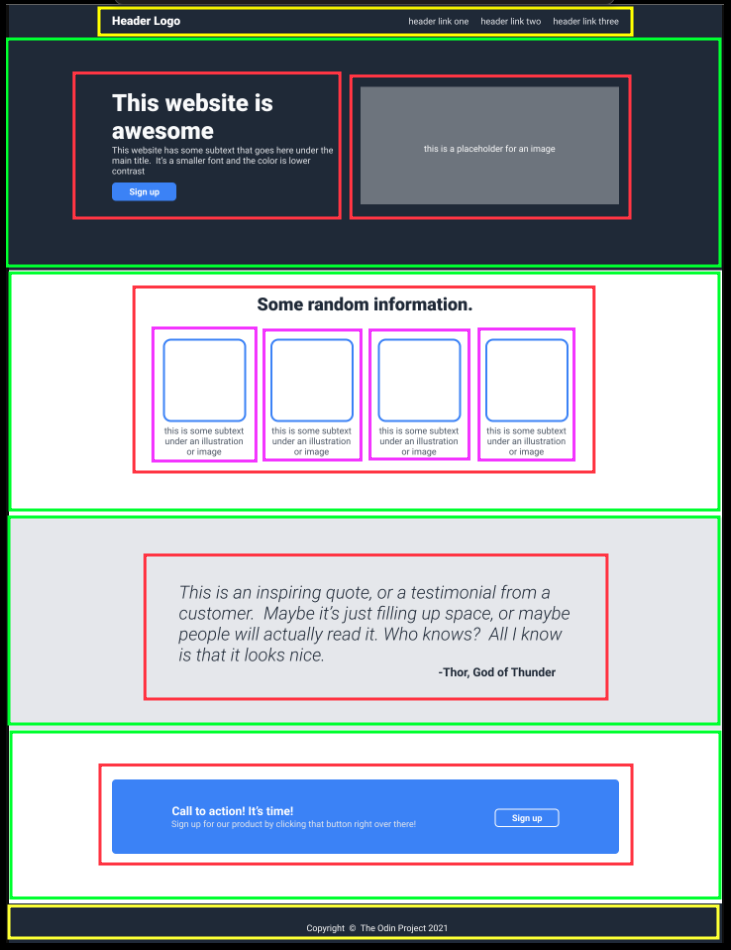 Header Logo
header link one header link two header link three
This website is
awesome
This website has some subtext that goes here under the
main title. It's a smaller font and the color is lower
contrast
Sign up
this is a placeholder for an image
Some random information.
this is some subtext
under an illustration
or image
this is some subtext
under an illustration
or image
this is some subtext
under an illustration
or image
this is some subtext
under an illustration
or image
This is an inspiring quote, or a testimonial from a
customer. Maybe it's just filling up space, or maybe
people will actually read it. Who knows? All I know
is that it looks nice.
-Thor, God of Thunder
Call to action! It's time!
Sign up for our product by clicking that button right over there!
Sign up
Copyright © The Odin Project 2021